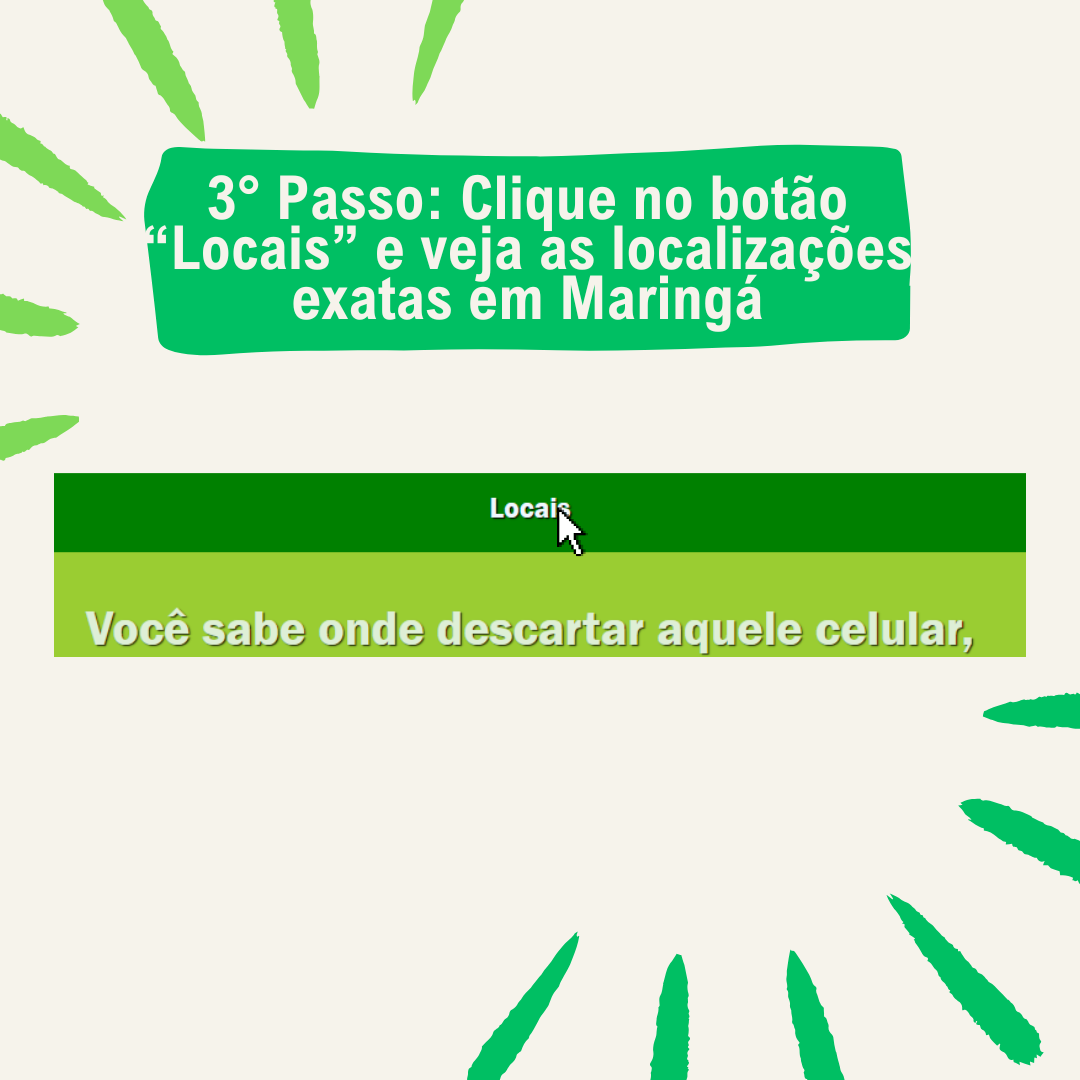 3° Passo: Clique no botão
“Locais” e veja as localizações
exatas em Maringá
Locais
Você sabe onde descartar aquele celular,